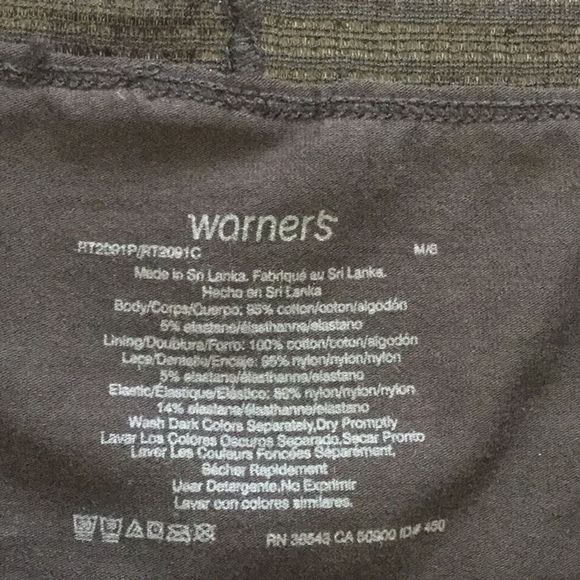 warner's
RT2091P/RT2091C M/6
Made in Sri Lanka. Fabriqué au Sri Lanka.
Hecho en Sri Lanka
Body/Corps/Cuerpo: 95% cotton/coton/algodón
5% elastane/élasthanne/elastano
Lining/Doublure/Forro: 100% cotton/coton/algodón
Lace/Dentelle/Encaje: 95% nylon/nylon/nylon
5% elastane/élasthanne/elastano
Elastic/Élastique/Elástico: 86% nylon/nylon/nylon
14% elastane/élasthanne/elastano
Wash Dark Colors Separately,Dry Promptly
Lavar Los Colores Oscuros Separado,Secar Pronto
Laver Les Couleurs Foncées Séparément,
Sécher Rapidement
Usar Detergente,No Exprimir
Lavar con colores similares.
RN 36543 CA 50900 ID# 450